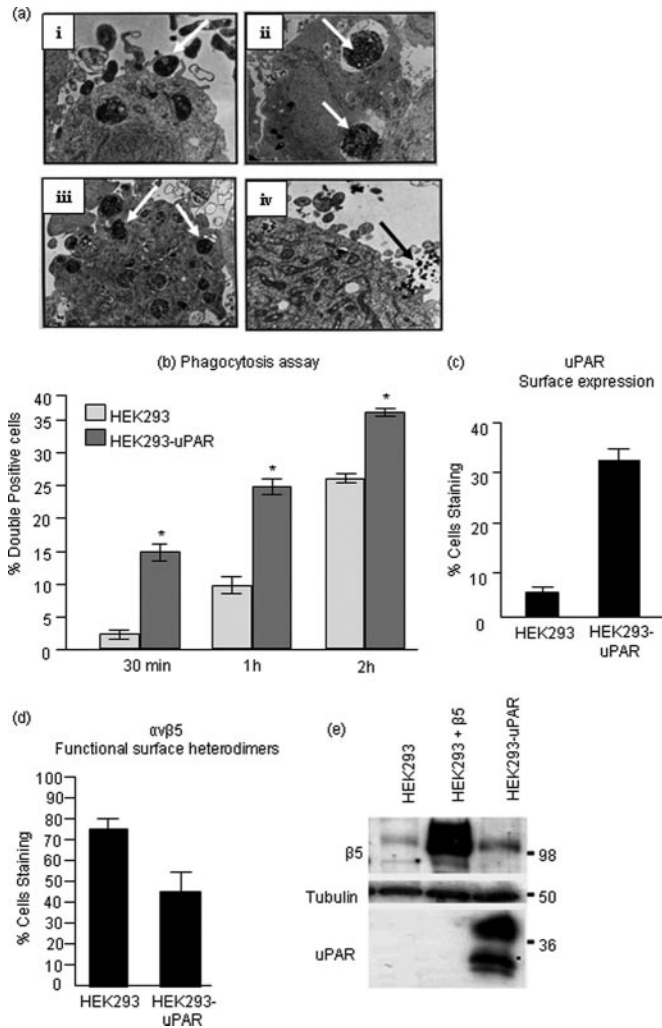 (a)
i
ii
iii
iv
(b) Phagocytosis assay
% Double Positive cells
40
35
30
25
20
15
10
5
0
HEK293
HEK293-uPAR
*
*
*
30 min
1h
2h
(c)
uPAR
Surface expression
% Cells Staining
40
30
20
10
0
HEK293
HEK293-
uPAR
(d)
αvβ5
Functional surface heterodimers
% Cells Staining
100
90
80
70
60
50
40
30
20
10
0
HEK293
HEK293-
uPAR
(e)
HEK293
HEK293 + β5
HEK293-uPAR
β5
98
Tubulin
50
uPAR
36